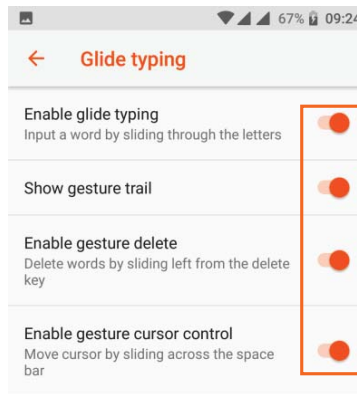 67% 09:24
Glide typing
Enable glide typing
Input a word by sliding through the letters
Show gesture trail
Enable gesture delete
Delete words by sliding left from the delete
key
Enable gesture cursor control
Move cursor by sliding across the space
bar